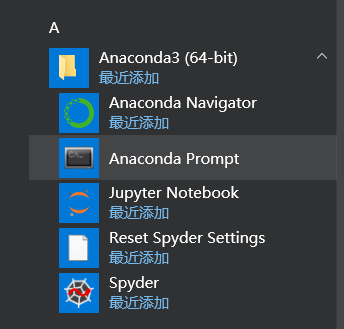 A
Anaconda3 (64-bit)
最近添加
Anaconda Navigator
最近添加
Anaconda Prompt
Jupyter Notebook
最近添加
Reset Spyder Settings
最近添加
Spyder
最近添加